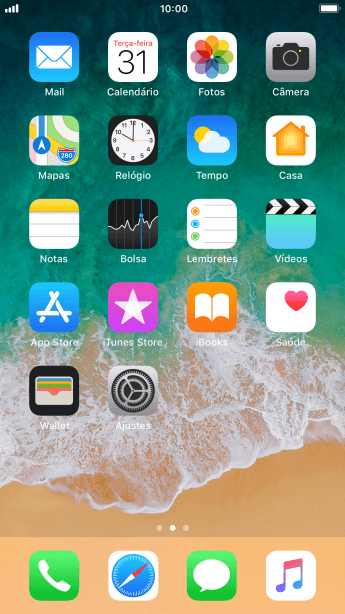 10:00
Terça-feira
31
Mail
Calendário
Fotos
Câmera
280
Mapas
Relógio
Tempo
Casa
Notas
Bolsa
Lembretes
Vídeos
App Store
iTunes Store
iBooks
Saúde
Wallet
Ajustes